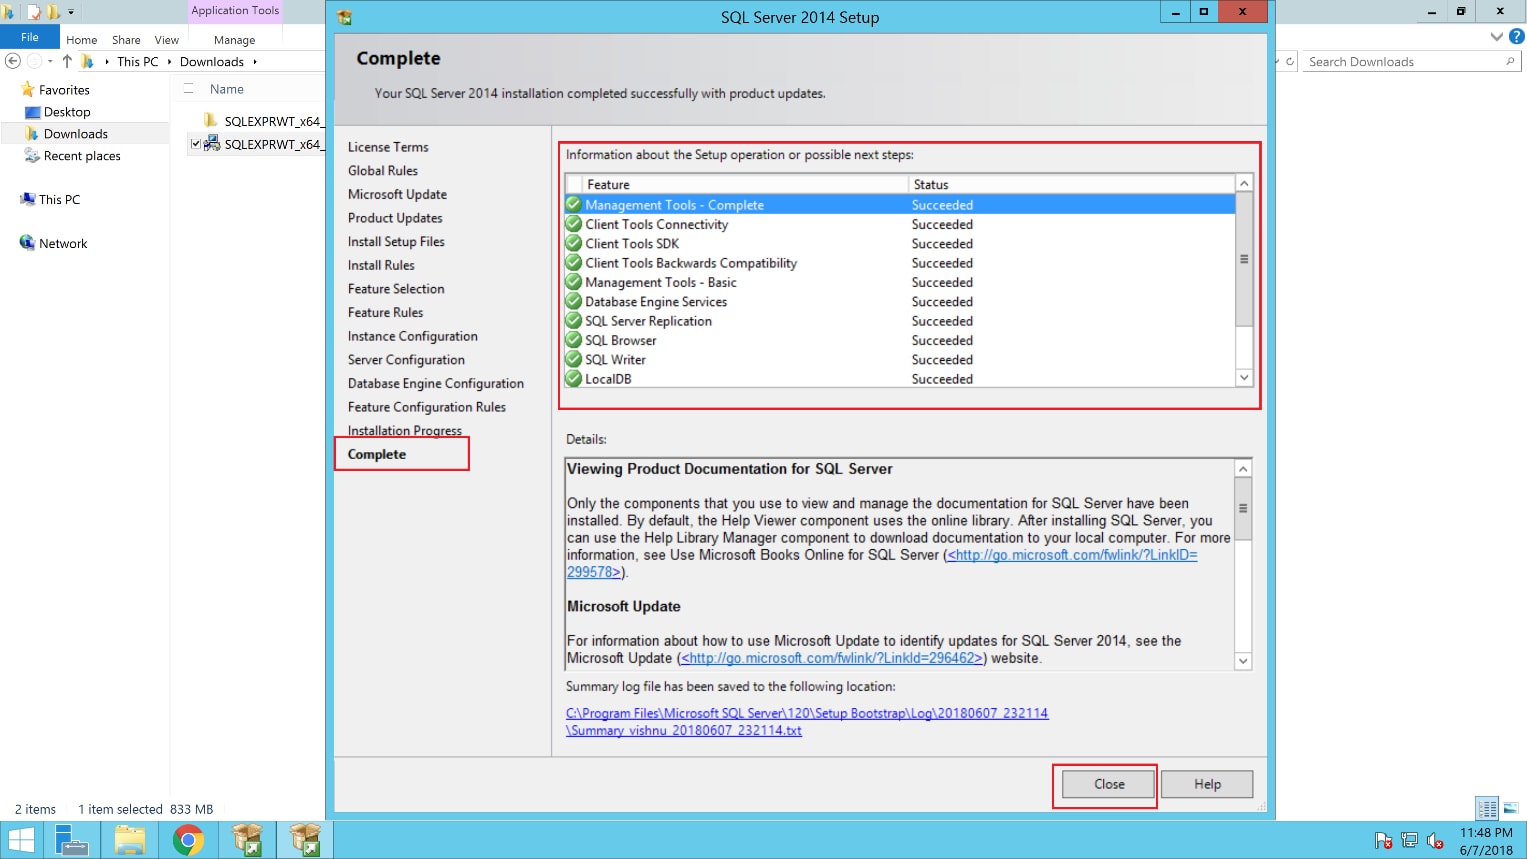 Application Tools
SQL Server 2014 Setup
File
Home
Share
View
Manage
This PC
Downloads
Search Downloads
Favorites
Desktop
Downloads
Recent places
This PC
Network
Name
SQLEXPRWT_x64_
SQLEXPRWT_x64_
Complete
Your SQL Server 2014 installation completed successfully with product updates.
License Terms
Global Rules
Microsoft Update
Product Updates
Install Setup Files
Install Rules
Feature Selection
Feature Rules
Instance Configuration
Server Configuration
Database Engine Configuration
Feature Configuration Rules
Installation Progress
Complete
Information about the Setup operation or possible next steps:
Feature Status
Management Tools - Complete Succeeded
Client Tools Connectivity Succeeded
Client Tools SDK Succeeded
Client Tools Backwards Compatibility Succeeded
Management Tools - Basic Succeeded
Database Engine Services Succeeded
SQL Server Replication Succeeded
SQL Browser Succeeded
SQL Writer Succeeded
LocalDB Succeeded
Details:
Viewing Product Documentation for SQL Server
Only the components that you use to view and manage the documentation for SQL Server have been
installed. By default, the Help Viewer component uses the online library. After installing SQL Server, you
can use the Help Library Manager component to download documentation to your local computer. For more
information, see Use Microsoft Books Online for SQL Server (<http://go.microsoft.com/fwlink/?LinkID=
299578>).
Microsoft Update
For information about how to use Microsoft Update to identify updates for SQL Server 2014, see the
Microsoft Update (<http://go.microsoft.com/fwlink/?LinkId=296462>) website.
Summary log file has been saved to the following location:
C:\Program Files\Microsoft SQL Server\120\Setup Bootstrap\Log\20180607_232114
\Summary_vishnu_20180607_232114.txt
Close
Help
2 items 1 item selected 833 MB
11:48 PM
6/7/2018